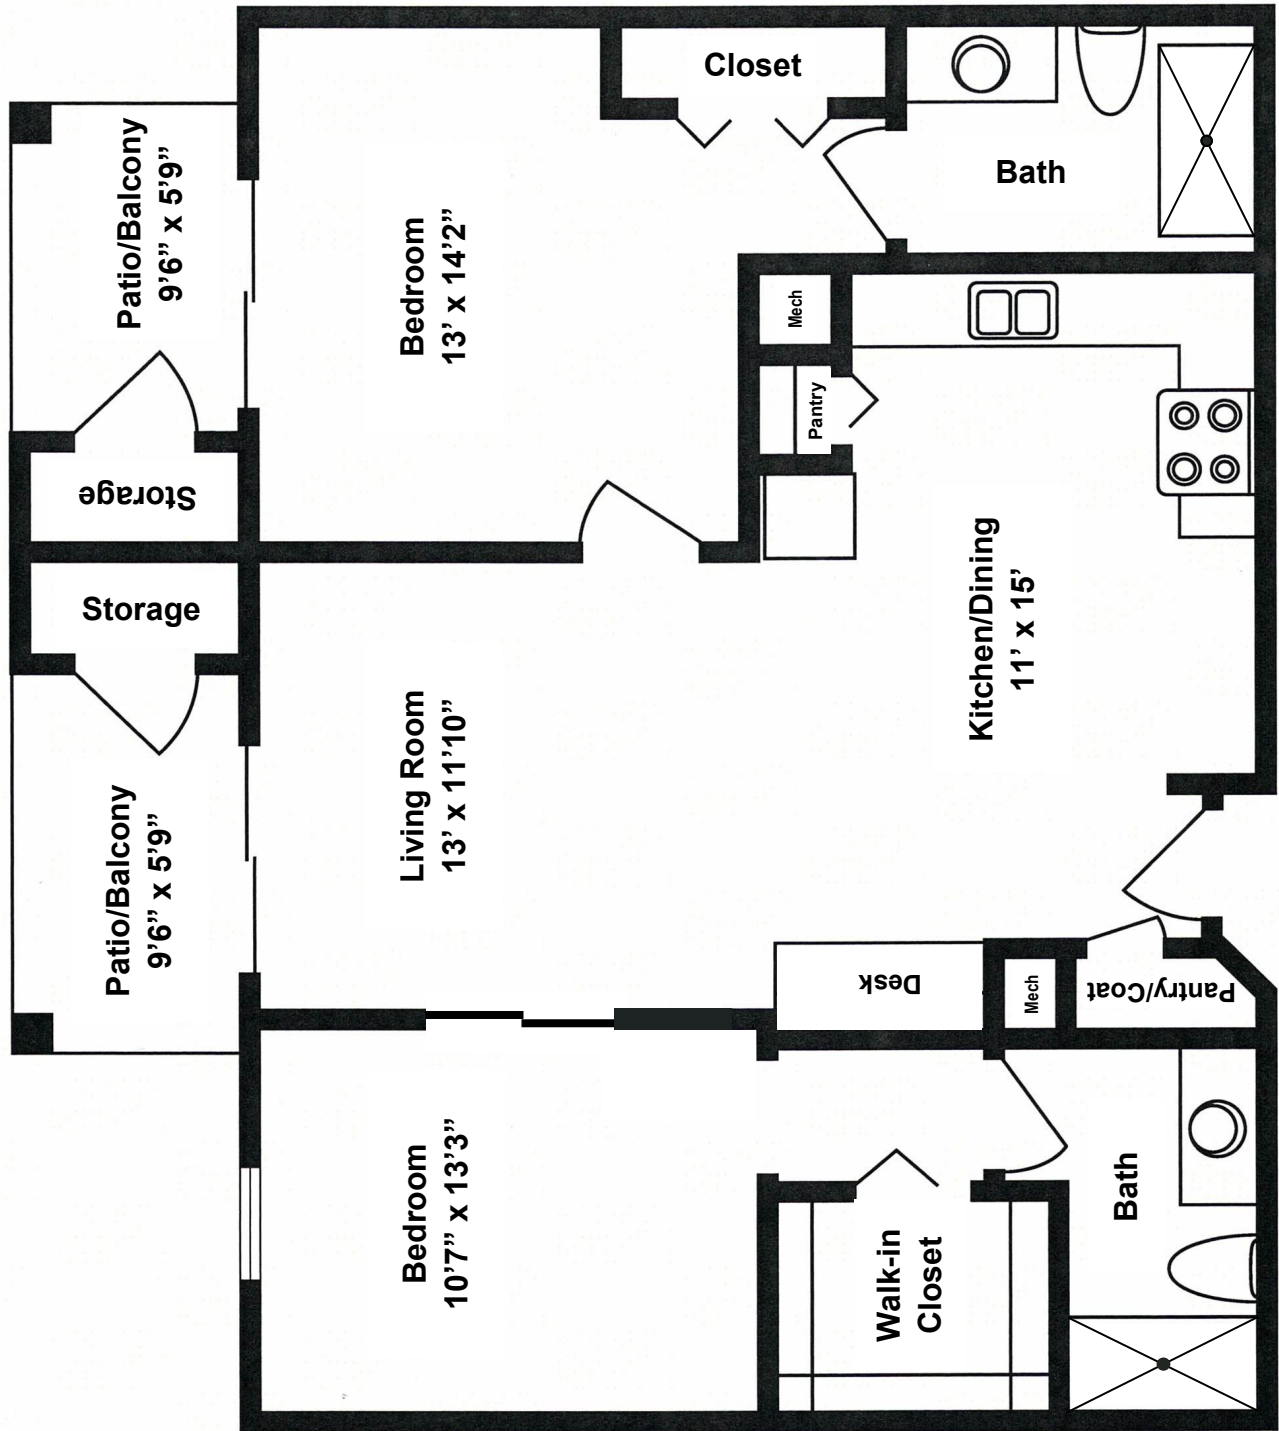 Closet
Bath
Patio/Balcony
9’6” x 5’9”
Bedroom
13’ x 14’2”
Mech
Pantry
Storage
Storage
Kitchen/Dining
11’ x 15’
Living Room
13’ x 11’10”
Patio/Balcony
9’6” x 5’9”
Desk
Mech
Pantry/Coat
Bedroom
10’7” x 13’3”
Bath
Walk-in
Closet